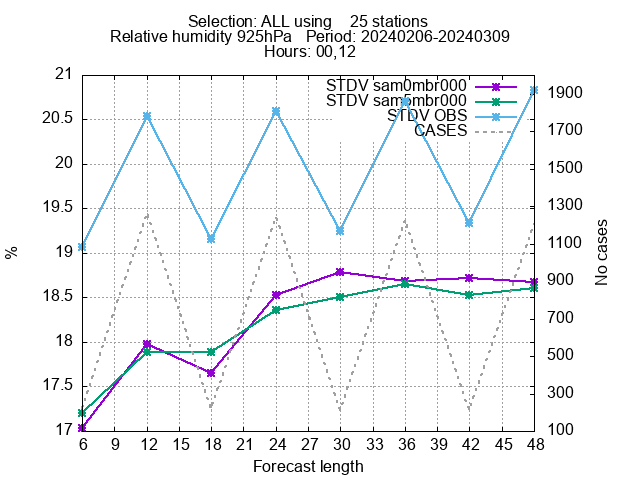 Selection: ALL using 25 stations
Relative humidity 925hPa Period: 20240206-20240309
Hours: 00,12
STDV sam0mbr000
STDV sam6mbr000
STDV OBS
CASES
21
20.5
20
19.5
19
18.5
18
17.5
17
%
1900
1700
1500
1300
1100
900
700
500
300
100
No cases
6 9 12 15 18 21 24 27 30 33 36 39 42 45 48
Forecast length